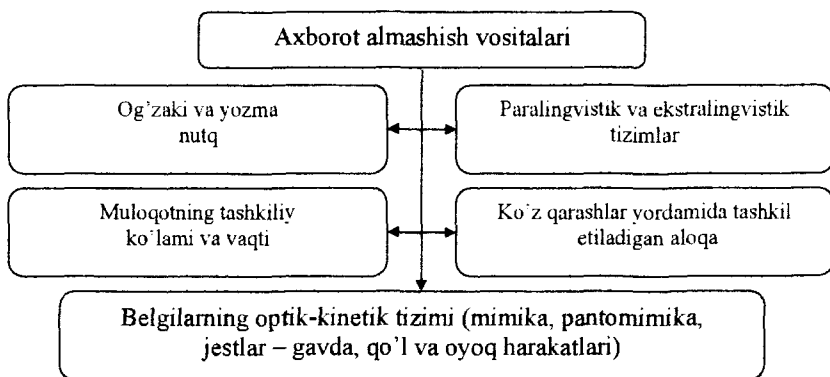 Axborot almashish vositalari
Og'zaki va yozma
nutq
Paralingvistik va ekstralingvistik
tizimlar
Muloqotning tashkiliy
ko'lami va vaqti
Ko'z qarashlar yordamida tashkil
etiladigan aloqa
Belgilarning optik-kinetik tizimi (mimika, pantomimika,
jestlar – gavda, qo'l va oyoq harakatlari)